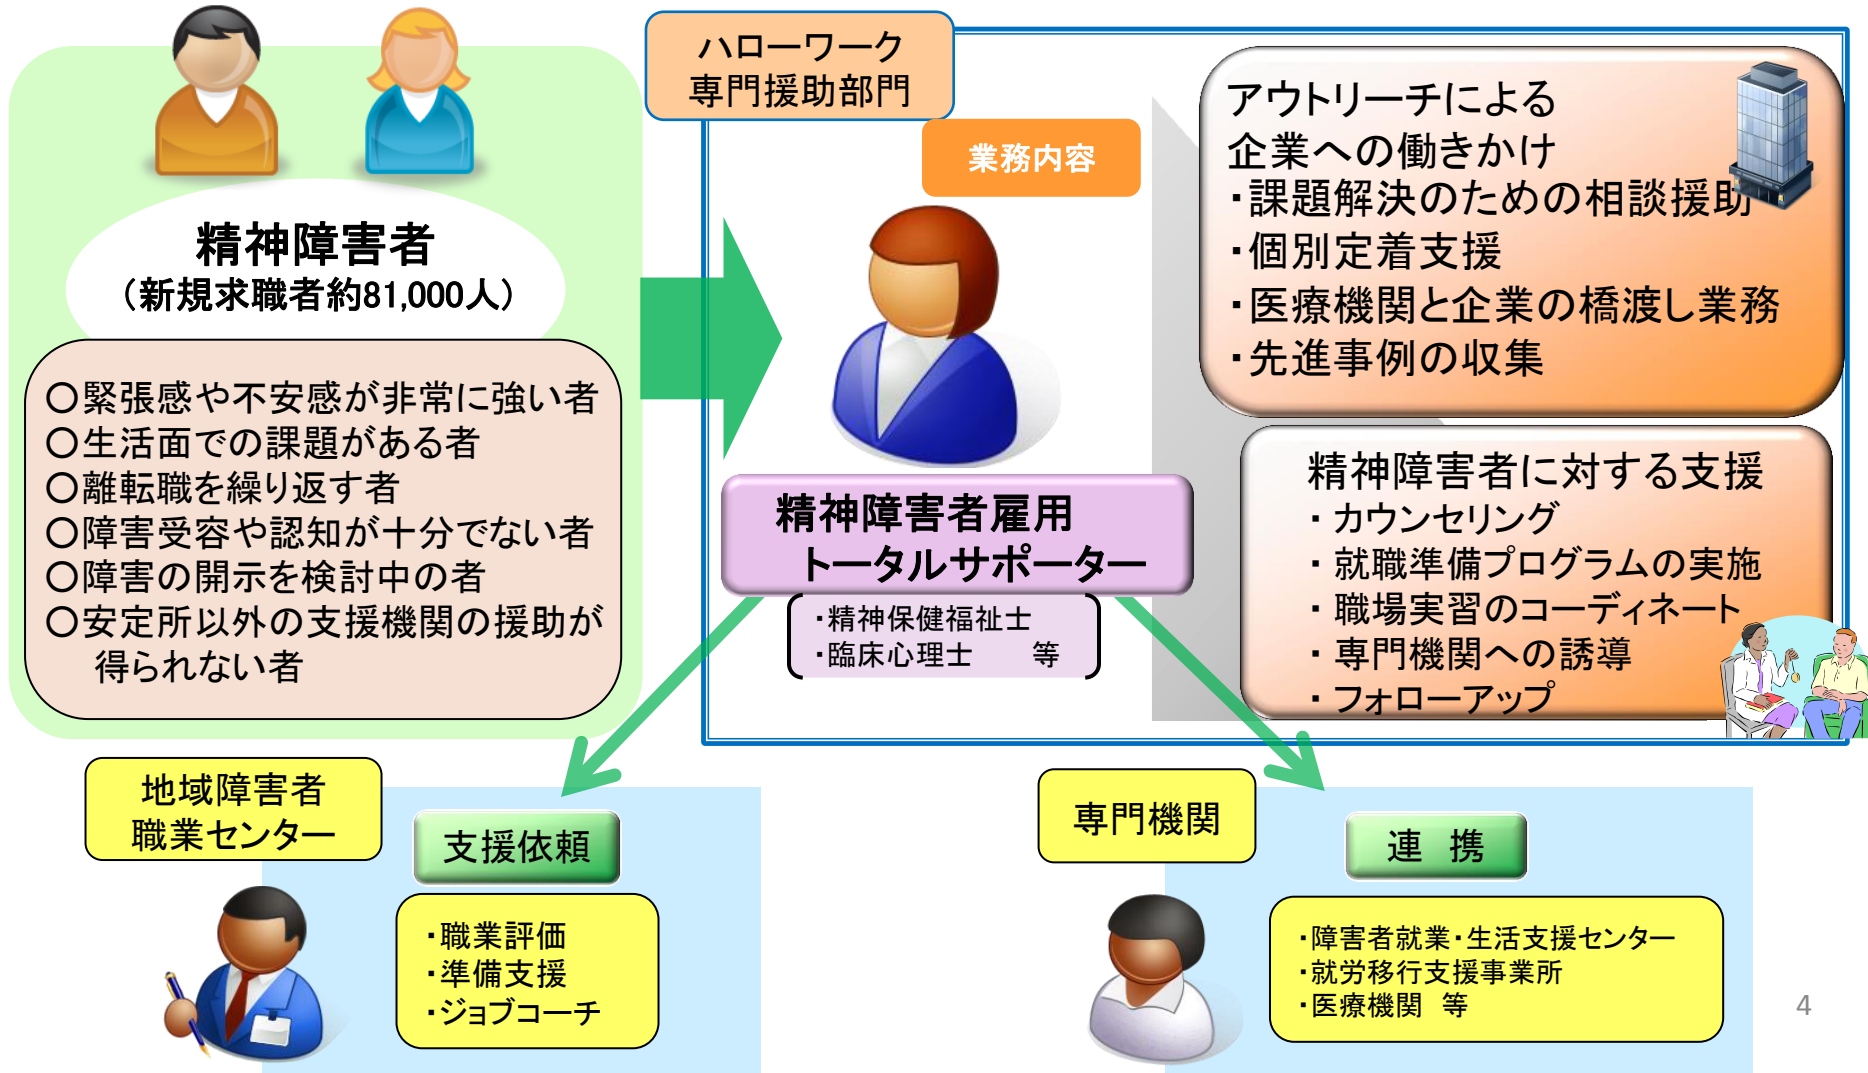 精神障害者
(新規求職者約81,000人)
〇緊張感や不安感が非常に強い者
〇生活面での課題がある者
〇離転職を繰り返す者
〇障害受容や認知が十分でない者
〇障害の開示を検討中の者
〇安定所以外の支援機関の援助が
得られない者
ハローワーク
専門援助部門
業務内容
精神障害者雇用
トータルサポーター
・精神保健福祉士
・臨床心理士　　等
アウトリーチによる
企業への働きかけ
・課題解決のための相談援助
・個別定着支援
・医療機関と企業の橋渡し業務
・先進事例の収集
精神障害者に対する支援
・カウンセリング
・就職準備プログラムの実施
・職場実習のコーディネート
・専門機関への誘導
・フォローアップ
地域障害者
職業センター
支援依頼
・職業評価
・準備支援
・ジョブコーチ
専門機関
連　携
・障害者就業・生活支援センター
・就労移行支援事業所
・医療機関　等
4